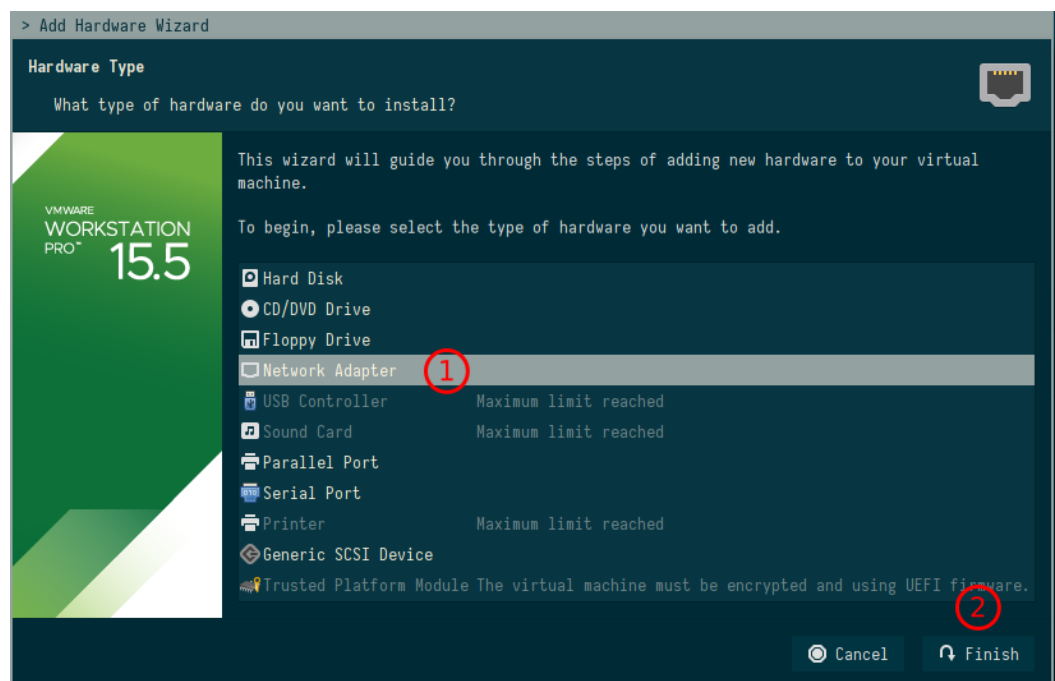 > Add Hardware Wizard
Hardware Type
What type of hardware do you want to install?
VMWARE
WORKSTATION
PRO™ 15.5
This wizard will guide you through the steps of adding new hardware to your virtual
machine.
To begin, please select the type of hardware you want to add.
Hard Disk
CD/DVD Drive
Floppy Drive
Network Adapter 1
USB Controller Maximum limit reached
Sound Card Maximum limit reached
Parallel Port
Serial Port
Printer Maximum limit reached
Generic SCSI Device
Trusted Platform Module The virtual machine must be encrypted and using UEFI firmware.
2
Cancel Finish